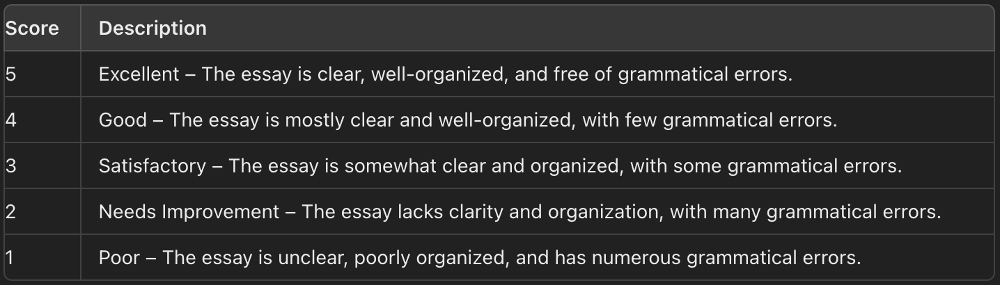 Score Description
5 Excellent – The essay is clear, well-organized, and free of grammatical errors.
4 Good – The essay is mostly clear and well-organized, with few grammatical errors.
3 Satisfactory – The essay is somewhat clear and organized, with some grammatical errors.
2 Needs Improvement – The essay lacks clarity and organization, with many grammatical errors.
1 Poor – The essay is unclear, poorly organized, and has numerous grammatical errors.